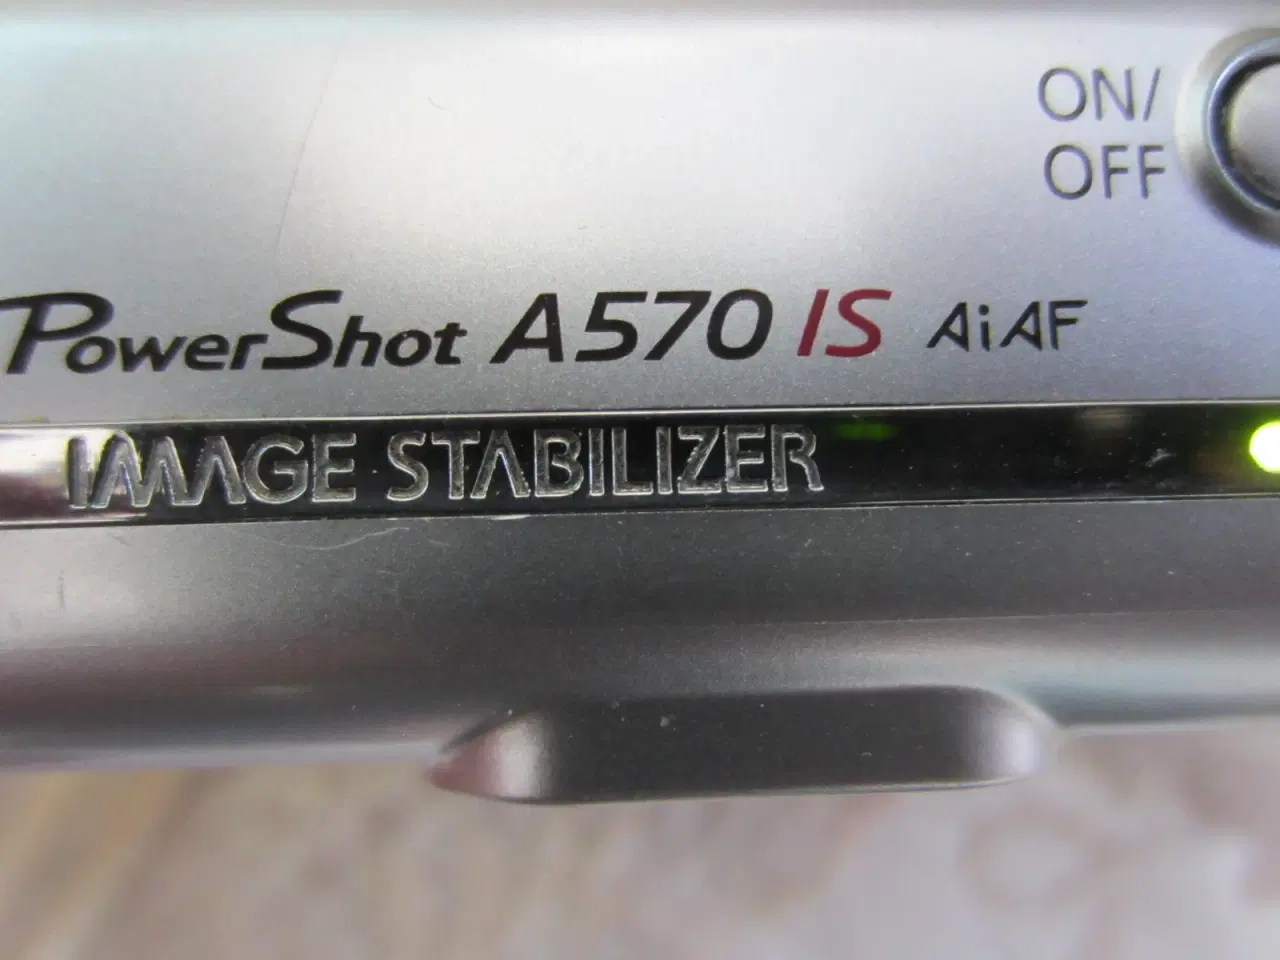 ON/
OFF
PowerShot A570 IS AiAF
IMAGE STABILIZER